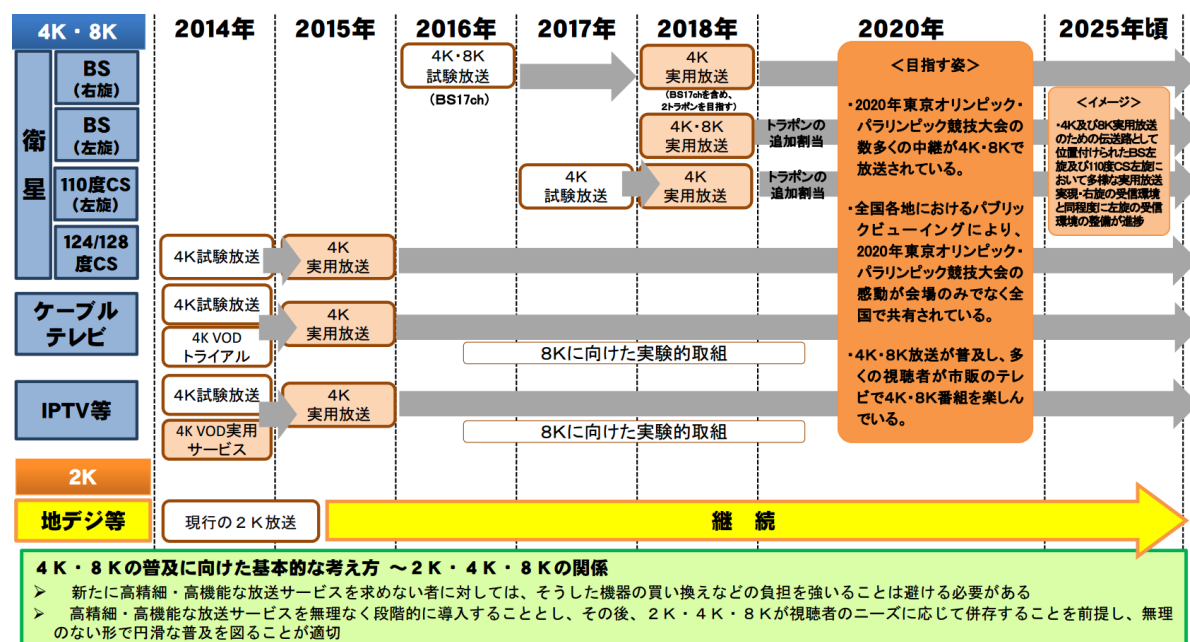 4K・8K
2014年
2015年
2016年
2017年
2018年
2020年
2025年頃
衛星
BS
(右旋)
4K・8K
試験放送
(BS17ch)
4K
実用放送
(BS17chを含め、
2トラポンを目指す)
BS
(左旋)
4K・8K
実用放送
トラポンの
追加割当
110度CS
(左旋)
4K
試験放送
4K
実用放送
トラポンの
追加割当
124/128
度CS
4K試験放送
4K
実用放送
ケーブル
テレビ
4K試験放送
4K VOD
トライアル
4K
実用放送
8Kに向けた実験的取組
IPTV等
4K試験放送
4K VOD実用
サービス
4K
実用放送
8Kに向けた実験的取組
<目指す姿>
・2020年東京オリンピック・
パラリンピック競技大会の
数多くの中継が4K・8Kで
放送されている。
・全国各地におけるパブリッ
クビューイングにより、
2020年東京オリンピック・
パラリンピック競技大会の
感動が会場のみでなく全
国で共有されている。
・4K・8K放送が普及し、多
くの視聴者が市販のテレ
ビで4K・8K番組を楽しん
でいる。
<イメージ>
・4K及び8K実用放送
のための伝送路として
位置付けられたBS左
旋及び110度CS左旋に
おいて多様な実用放送
実現・右旋の受信環境
と同程度に左旋の受信
環境の整備が進捗
2K
地デジ等
現行の2K放送
継 続
4K・8Kの普及に向けた基本的な考え方 ~2K・4K・8Kの関係
➢ 新たに高精細・高機能な放送サービスを求めない者に対しては、そうした機器の買い換えなどの負担を強いることは避ける必要がある
➢ 高精細・高機能な放送サービスを無理なく段階的に導入することとし、その後、2K・4K・8Kが視聴者のニーズに応じて併存することを前提し、無理
のない形で円滑な普及を図ることが適切